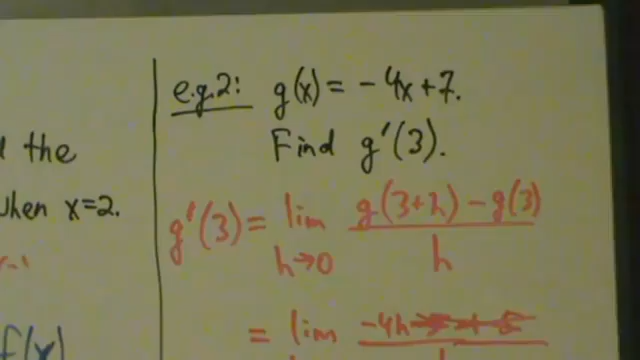 the
when x=2.
f(x)
e.g.2: g(x) = -4x+7.
Find g'(3).
g'(3) = lim g(3+h) - g(3)
h→0 h
= lim -4h